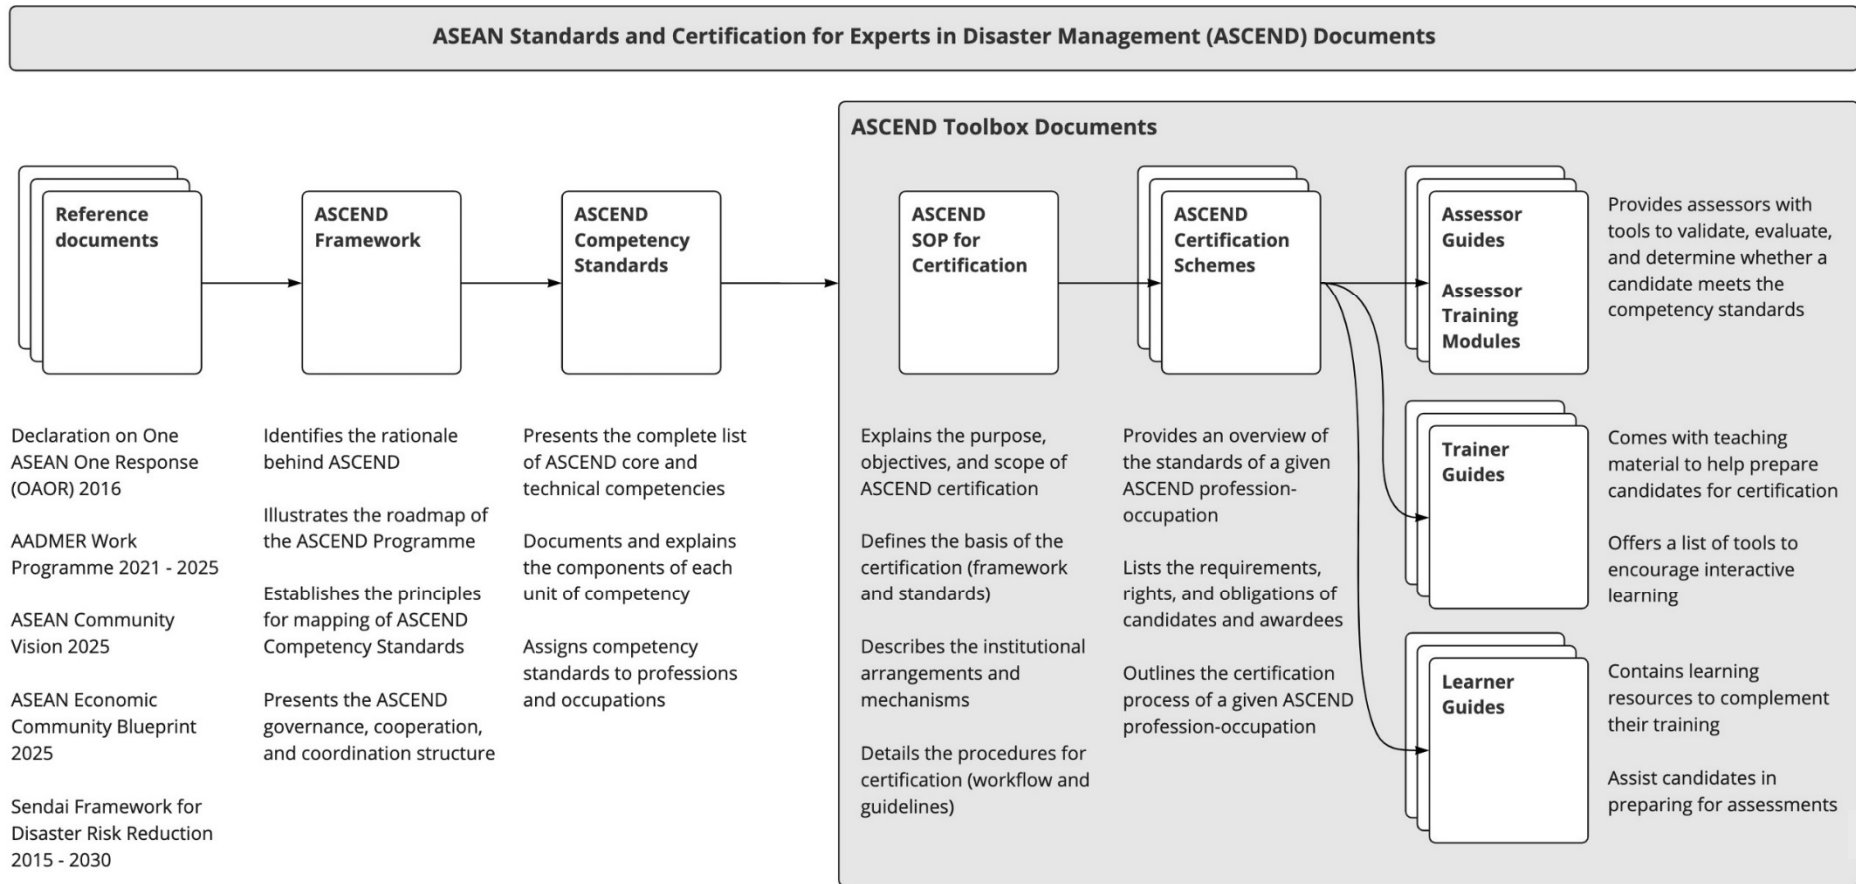 ASEAN Standards and Certification for Experts in Disaster Management (ASCEND) Documents
ASCEND Toolbox Documents
Reference
documents
ASCEND
Framework
ASCEND
Competency
Standards
ASCEND
SOP for
Certification
ASCEND
Certification
Schemes
Assessor
Guides
Assessor
Training
Modules
Provides assessors with
tools to validate, evaluate,
and determine whether a
candidate meets the
competency standards
Declaration on One
ASEAN One Response
(OAOR) 2016
AADMER Work
Programme 2021 - 2025
ASEAN Community
Vision 2025
ASEAN Economic
Community Blueprint
2025
Sendai Framework for
Disaster Risk Reduction
2015 - 2030
Identifies the rationale
behind ASCEND
Illustrates the roadmap of
the ASCEND Programme
Establishes the principles
for mapping of ASCEND
Competency Standards
Presents the ASCEND
governance, cooperation,
and coordination structure
Presents the complete list
of ASCEND core and
technical competencies
Documents and explains
the components of each
unit of competency
Assigns competency
standards to professions
and occupations
Explains the purpose,
objectives, and scope of
ASCEND certification
Defines the basis of the
certification (framework
and standards)
Describes the institutional
arrangements and
mechanisms
Details the procedures for
certification (workflow and
guidelines)
Provides an overview of
the standards of a given
ASCEND profession-
occupation
Lists the requirements,
rights, and obligations of
candidates and awardees
Outlines the certification
process of a given ASCEND
profession-occupation
Trainer
Guides
Comes with teaching
material to help prepare
candidates for certification
Offers a list of tools to
encourage interactive
learning
Learner
Guides
Contains learning
resources to complement
their training
Assist candidates in
preparing for assessments